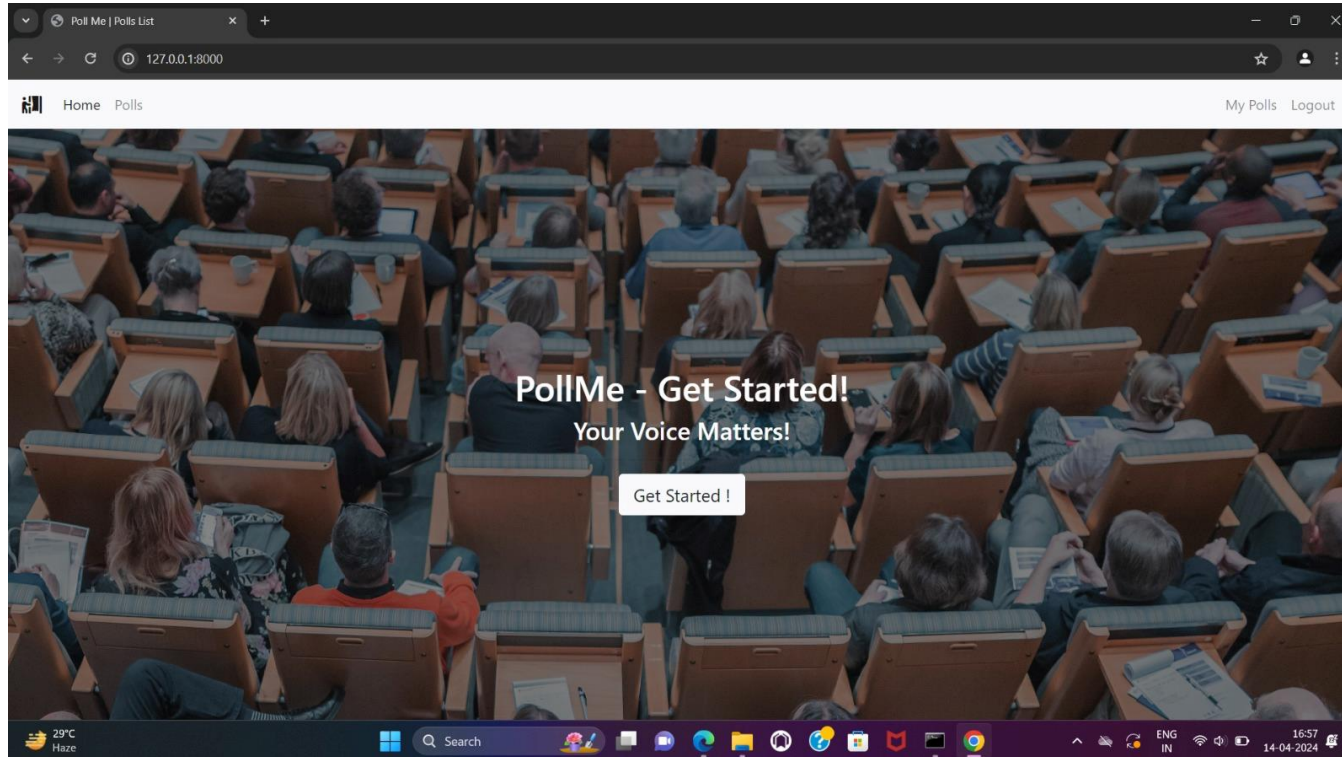 Poll Me | Polls List
127.0.0.1:8000
Home Polls My Polls Logout
PollMe - Get Started!
Your Voice Matters!
Get Started !
29°C
Haze
Search
ENG
IN
16:57
14-04-2024